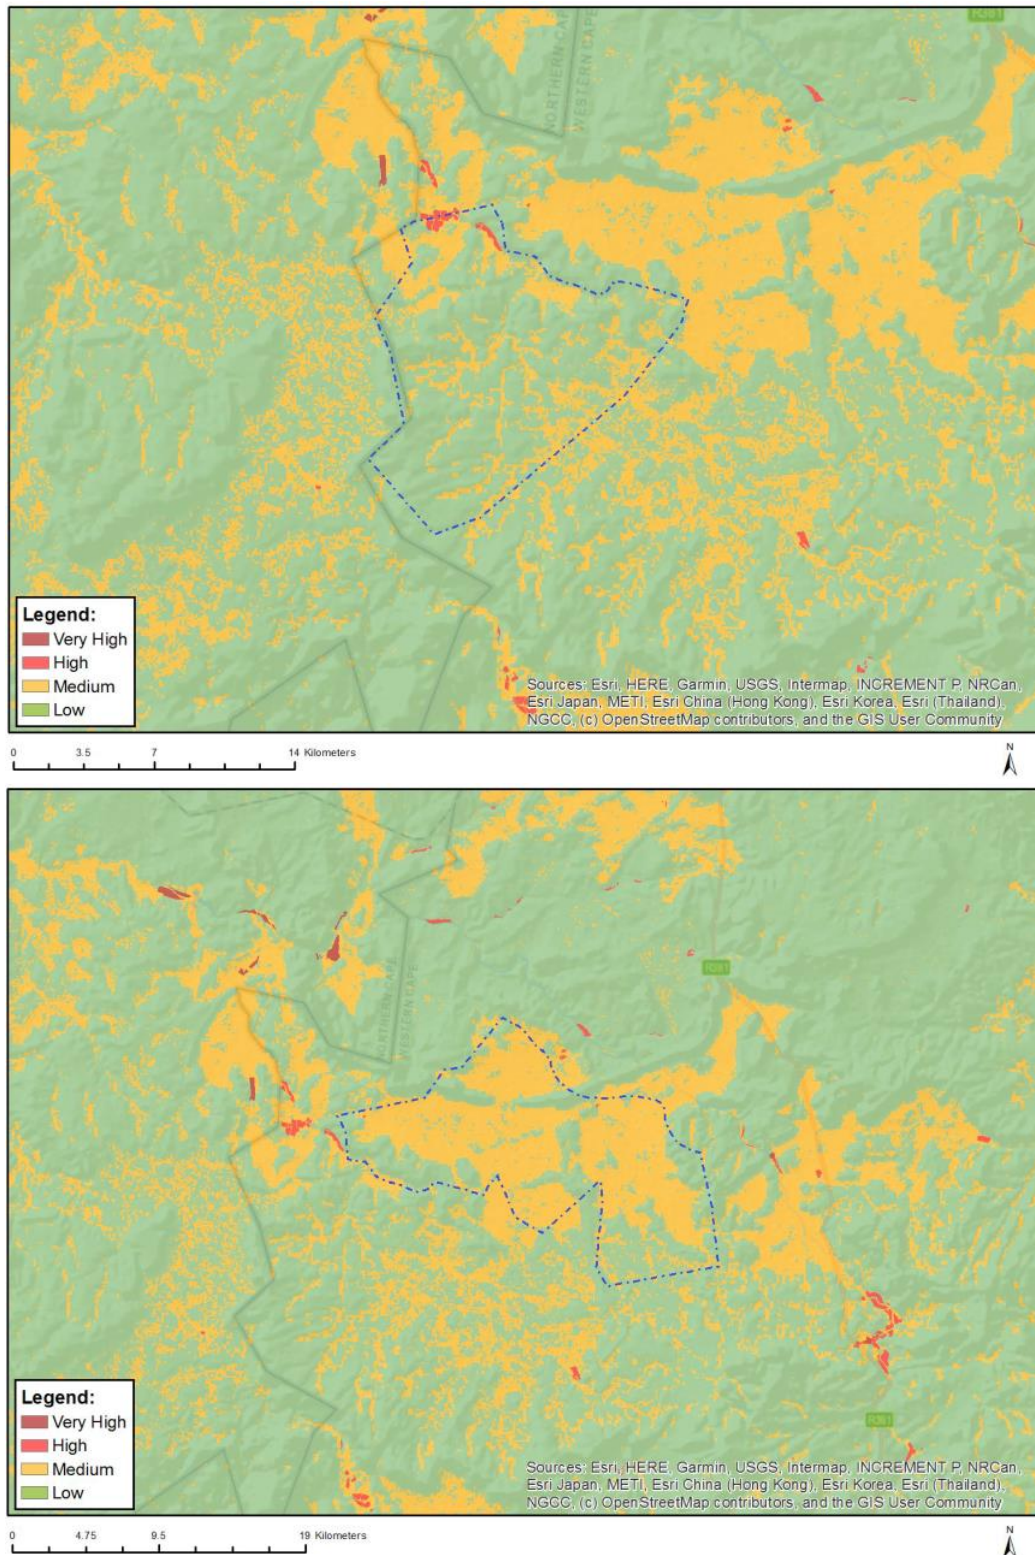 NORTHERN CAPE
WESTERN CAPE
Legend:
Very High
High
Medium
Low
Sources: Esri, HERE, Garmin, USGS, Intermap, INCREMENT P, NRCan,
Esri Japan, METI, Esri China (Hong Kong), Esri Korea, Esri (Thailand),
NGCC, (c) OpenStreetMap contributors, and the GIS User Community
0 3.5 7 14 Kilometers
N
NORTHERN CAPE
WESTERN CAPE
Legend:
Very High
High
Medium
Low
Sources: Esri, HERE, Garmin, USGS, Intermap, INCREMENT P, NRCan,
Esri Japan, METI, Esri China (Hong Kong), Esri Korea, Esri (Thailand),
NGCC, (c) OpenStreetMap contributors, and the GIS User Community
0 4.75 9.5 19 Kilometers
N